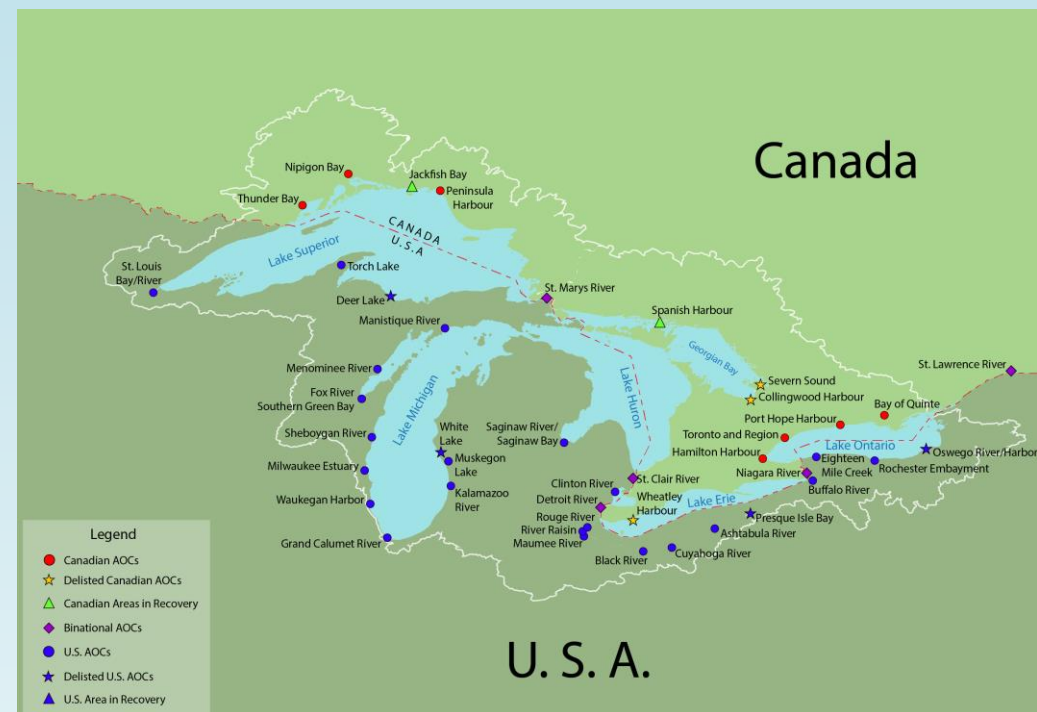 Canada
Nipigon Bay
Jackfish Bay
Thunder Bay
Peninsula
Harbour
CANADA
U.S.A
Lake Superior
St. Louis
Bay/River
Torch Lake
Deer Lake
St. Marys River
Manistique River
Spanish Harbour
Georgian Bay
Menominee River
Fox River
Southern Green Bay
Lake Michigan
Lake Huron
Severn Sound
Collingwood Harbour
St. Lawrence River
Bay of Quinte
Port Hope Harbour
Sheboygan River
White
Lake
Saginaw River/
Saginaw Bay
Toronto and Region
Lake Ontario
Hamilton Harbour
Oswego River/Harbor
Muskegon
Lake
Milwaukee Estuary
Eighteen
Mile Creek
Rochester Embayment
Niagara River
Buffalo River
Kalamazoo
River
Clinton River
St. Clair River
Waukegan Harbor
Detroit River
Wheatley
Harbour
Lake Erie
Rouge River
River Raisin
Maumee River
Presque Isle Bay
Ashtabula River
Grand Calumet River
Black River
Cuyahoga River
U. S. A.
Legend
Canadian AOCs
Delisted Canadian AOCs
Canadian Areas in Recovery
Binational AOCs
U.S. AOCs
Delisted U.S. AOCs
U.S. Area in Recovery